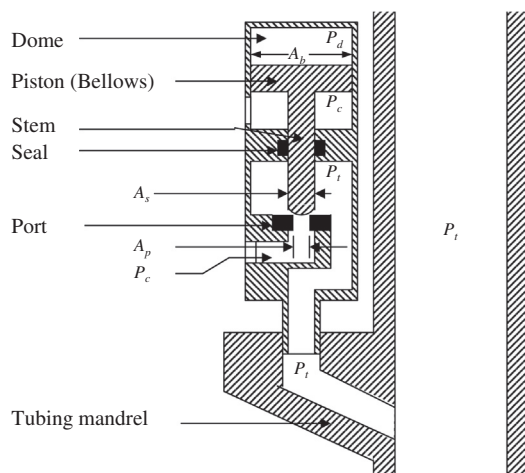 Dome
P_d
A_b
Piston (Bellows)
P_c
Stem
Seal
P_t
A_s
Port
A_p
P_c
P_t
P_t
Tubing mandrel